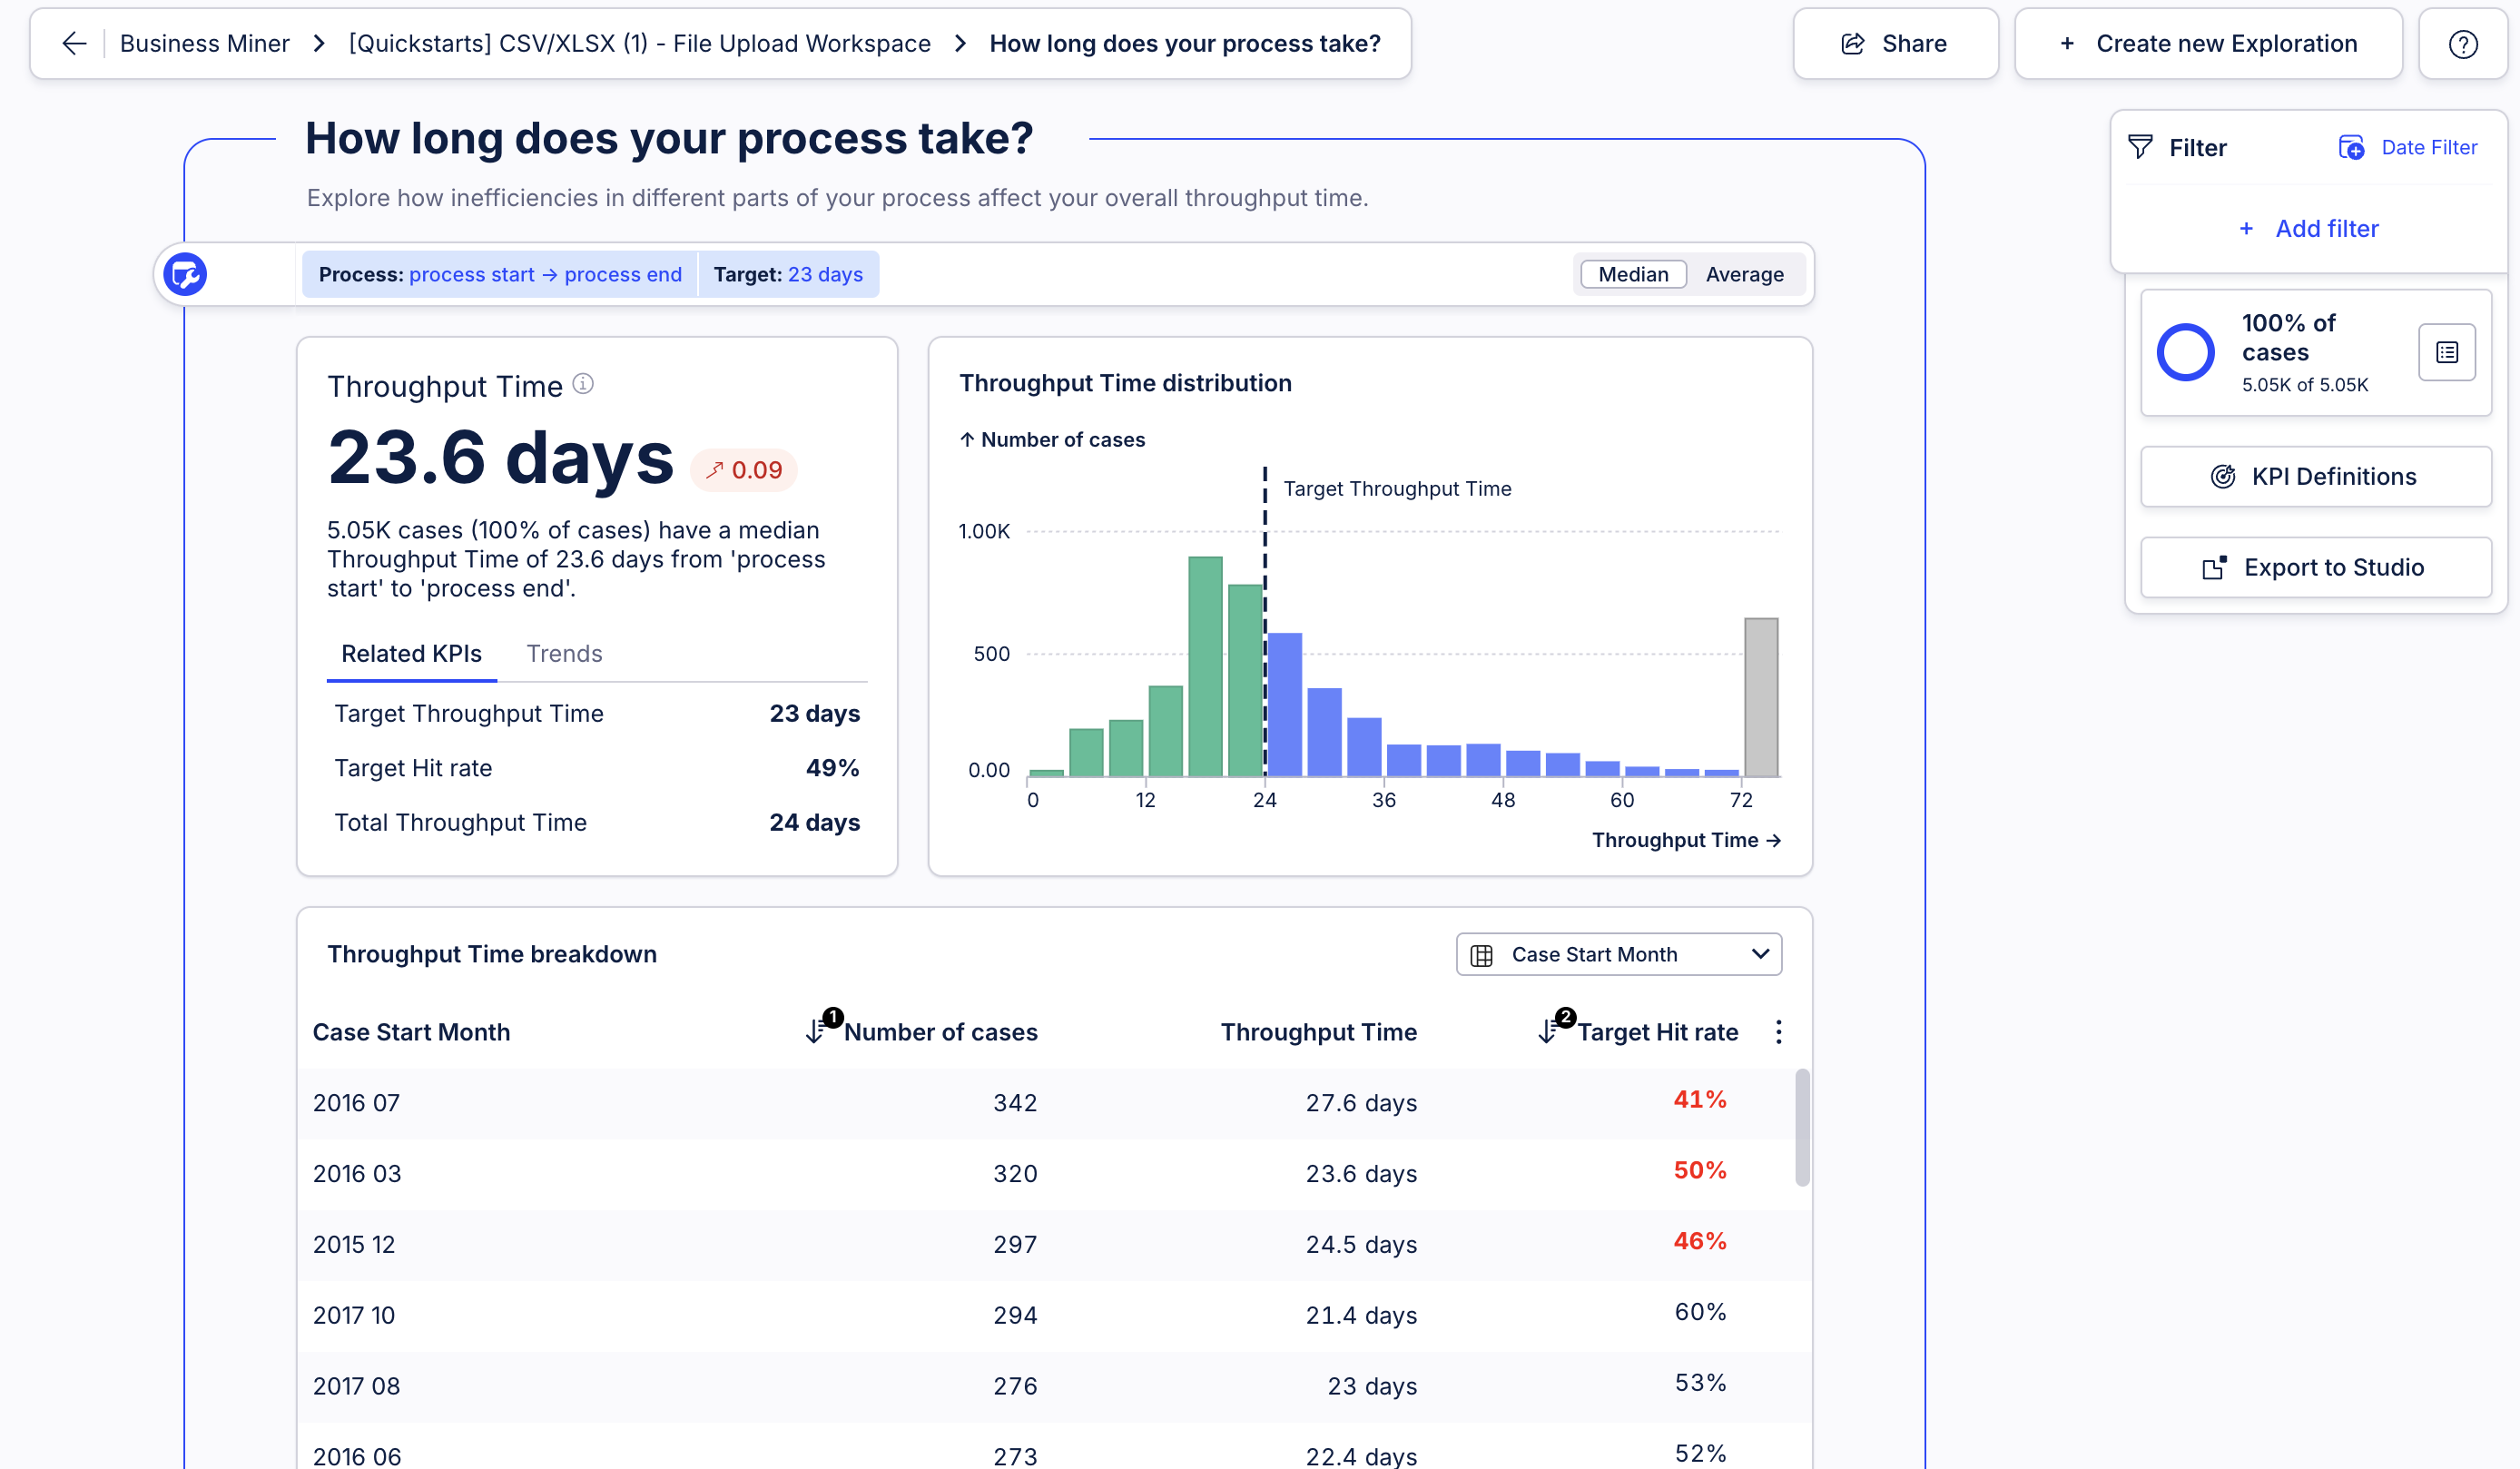 Business Miner > [Quickstarts] CSV/XLSX (1) - File Upload Workspace > How long does your process take?
Share
+ Create new Exploration
How long does your process take?
Explore how inefficiencies in different parts of your process affect your overall throughput time.
Process: process start → process end
Target: 23 days
Median
Average
Throughput Time
23.6 days
0.09
5.05K cases (100% of cases) have a median
Throughput Time of 23.6 days from 'process
start' to 'process end'.
Related KPIs
Trends
Target Throughput Time 23 days
Target Hit rate 49%
Total Throughput Time 24 days
Throughput Time distribution
↑ Number of cases
Target Throughput Time
1.00K
500
0.00
0 12 24 36 48 60 72
Throughput Time →
Filter
Date Filter
+ Add filter
100% of
cases
5.05K of 5.05K
KPI Definitions
Export to Studio
Throughput Time breakdown
Case Start Month
Case Start Month 1 Number of cases Throughput Time 2 Target Hit rate
2016 07 342 27.6 days 41%
2016 03 320 23.6 days 50%
2015 12 297 24.5 days 46%
2017 10 294 21.4 days 60%
2017 08 276 23 days 53%
2016 06 273 22.4 days 52%